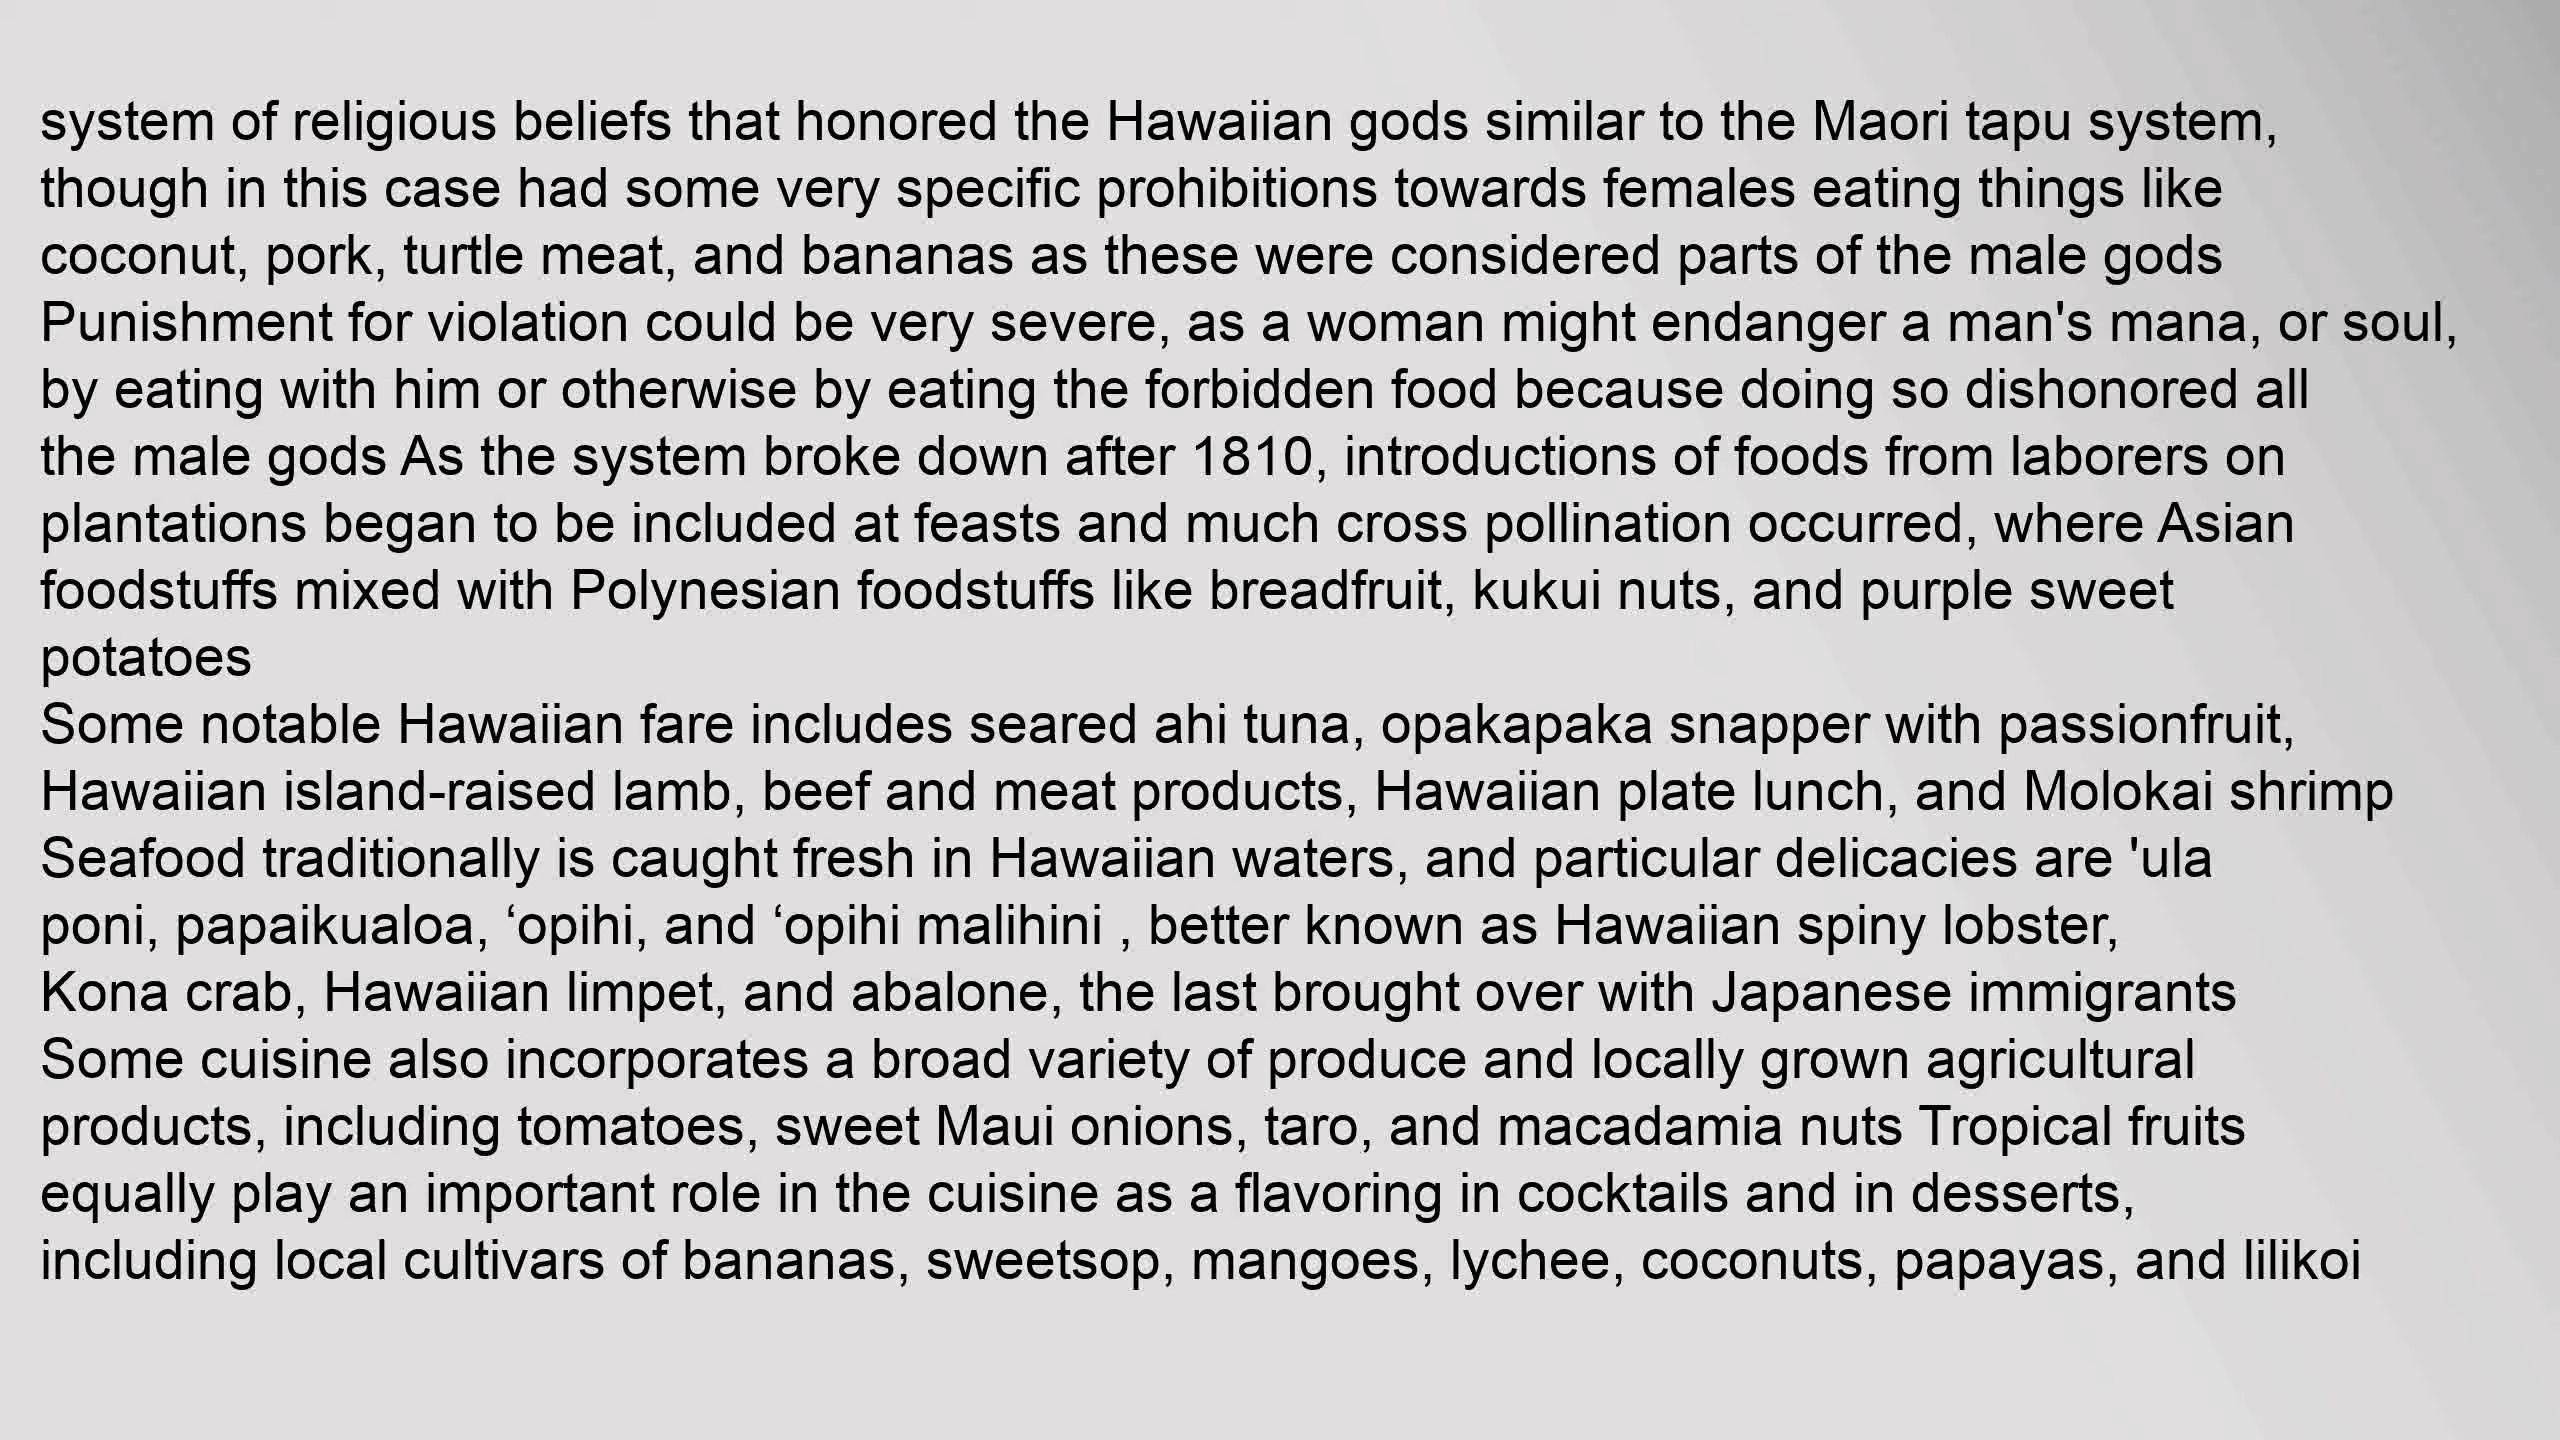 system of religious beliefs that honored the Hawaiian gods similar to the Maori tapu system,
though in this case had some very specific prohibitions towards females eating things like
coconut, pork, turtle meat, and bananas as these were considered parts of the male gods
Punishment for violation could be very severe, as a woman might endanger a man's mana, or soul,
by eating with him or otherwise by eating the forbidden food because doing so dishonored all
the male gods As the system broke down after 1810, introductions of foods from laborers on
plantations began to be included at feasts and much cross pollination occurred, where Asian
foodstuffs mixed with Polynesian foodstuffs like breadfruit, kukui nuts, and purple sweet
potatoes
Some notable Hawaiian fare includes seared ahi tuna, opakapaka snapper with passionfruit,
Hawaiian island-raised lamb, beef and meat products, Hawaiian plate lunch, and Molokai shrimp
Seafood traditionally is caught fresh in Hawaiian waters, and particular delicacies are 'ula
poni, papaikualoa, ‘opihi, and ‘opihi malihini , better known as Hawaiian spiny lobster,
Kona crab, Hawaiian limpet, and abalone, the last brought over with Japanese immigrants
Some cuisine also incorporates a broad variety of produce and locally grown agricultural
products, including tomatoes, sweet Maui onions, taro, and macadamia nuts Tropical fruits
equally play an important role in the cuisine as a flavoring in cocktails and in desserts,
including local cultivars of bananas, sweetsop, mangoes, lychee, coconuts, papayas, and lilikoi